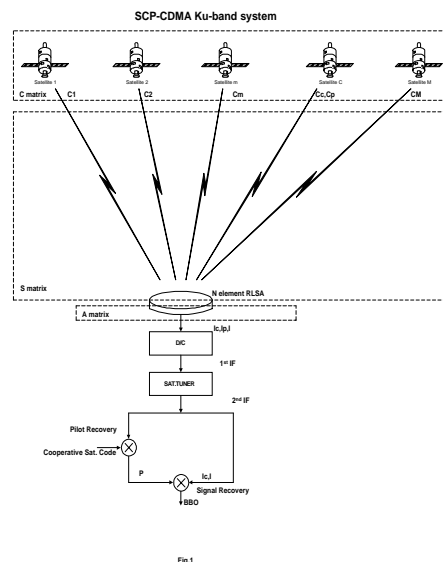 SCP-CDMA Ku-band system
Satellite 1 Satellite 2 Satellite m Satellite C Satellite M
C matrix C1 C2 Cm Cc,Cp CM
S matrix
N element RLSA
A matrix
Ic,Ip,I
D/C
1st IF
SAT.TUNER
2nd IF
Pilot Recovery
Cooperative Sat. Code
P Ic,I
Signal Recovery
BBO
Fig 1